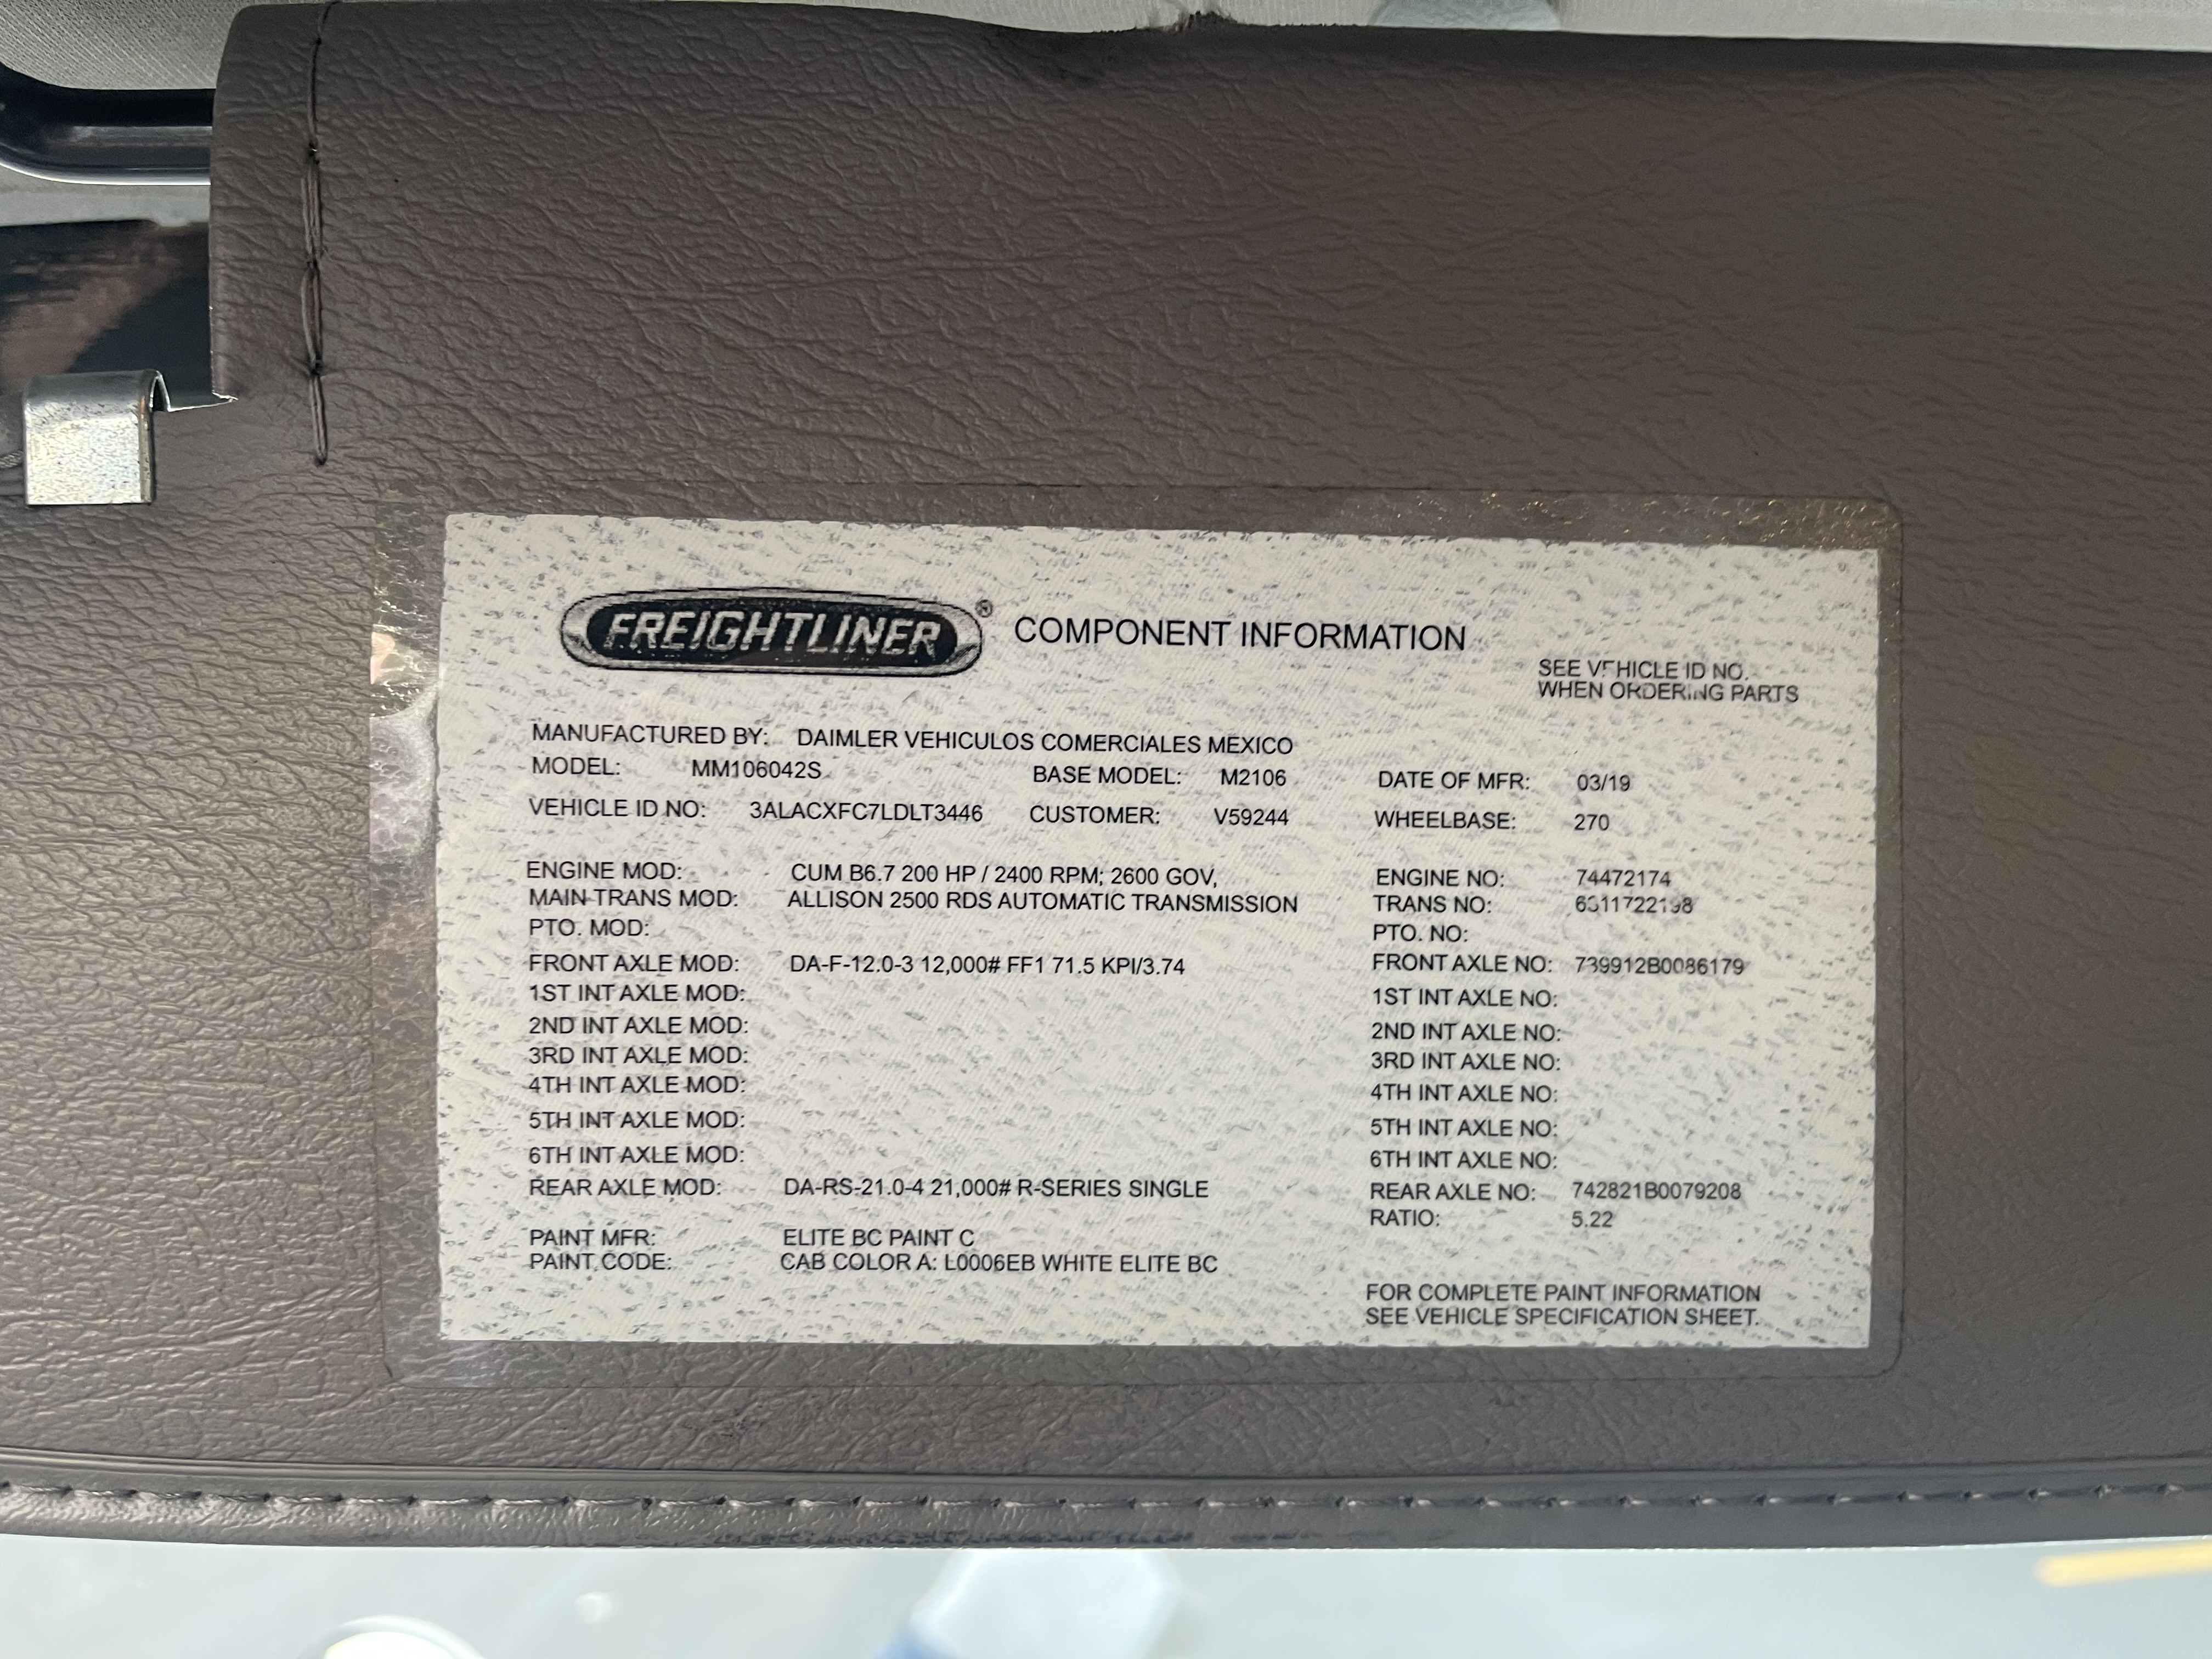 FREIGHTLINER® COMPONENT INFORMATION
SEE VEHICLE ID NO.
WHEN ORDERING PARTS
MANUFACTURED BY: DAIMLER VEHICULOS COMERCIALES MEXICO
MODEL: MM106042S BASE MODEL: M2106 DATE OF MFR: 03/19
VEHICLE ID NO: 3ALACXFC7LDLT3446 CUSTOMER: V59244 WHEELBASE: 270
ENGINE MOD: CUM B6.7 200 HP / 2400 RPM; 2600 GOV, ENGINE NO: 74472174
MAIN TRANS MOD: ALLISON 2500 RDS AUTOMATIC TRANSMISSION TRANS NO:
PTO. MOD: PTO. NO:
FRONT AXLE MOD: DA-F-12.0-3 12,000# FF1 71.5 KPI/3.74 FRONT AXLE NO: 739912B0086179
1ST INT AXLE MOD: 1ST INT AXLE NO:
2ND INT AXLE MOD: 2ND INT AXLE NO:
3RD INT AXLE MOD: 3RD INT AXLE NO:
4TH INT AXLE MOD: 4TH INT AXLE NO:
5TH INT AXLE MOD: 5TH INT AXLE NO:
6TH INT AXLE MOD: 6TH INT AXLE NO:
REAR AXLE MOD: DA-RS-21.0-4 21,000# R-SERIES SINGLE REAR AXLE NO: 742821B0079208
RATIO: 5.22
PAINT MFR: ELITE BC PAINT C
PAINT CODE: CAB COLOR A: L0006EB WHITE ELITE BC
FOR COMPLETE PAINT INFORMATION
SEE VEHICLE SPECIFICATION SHEET.